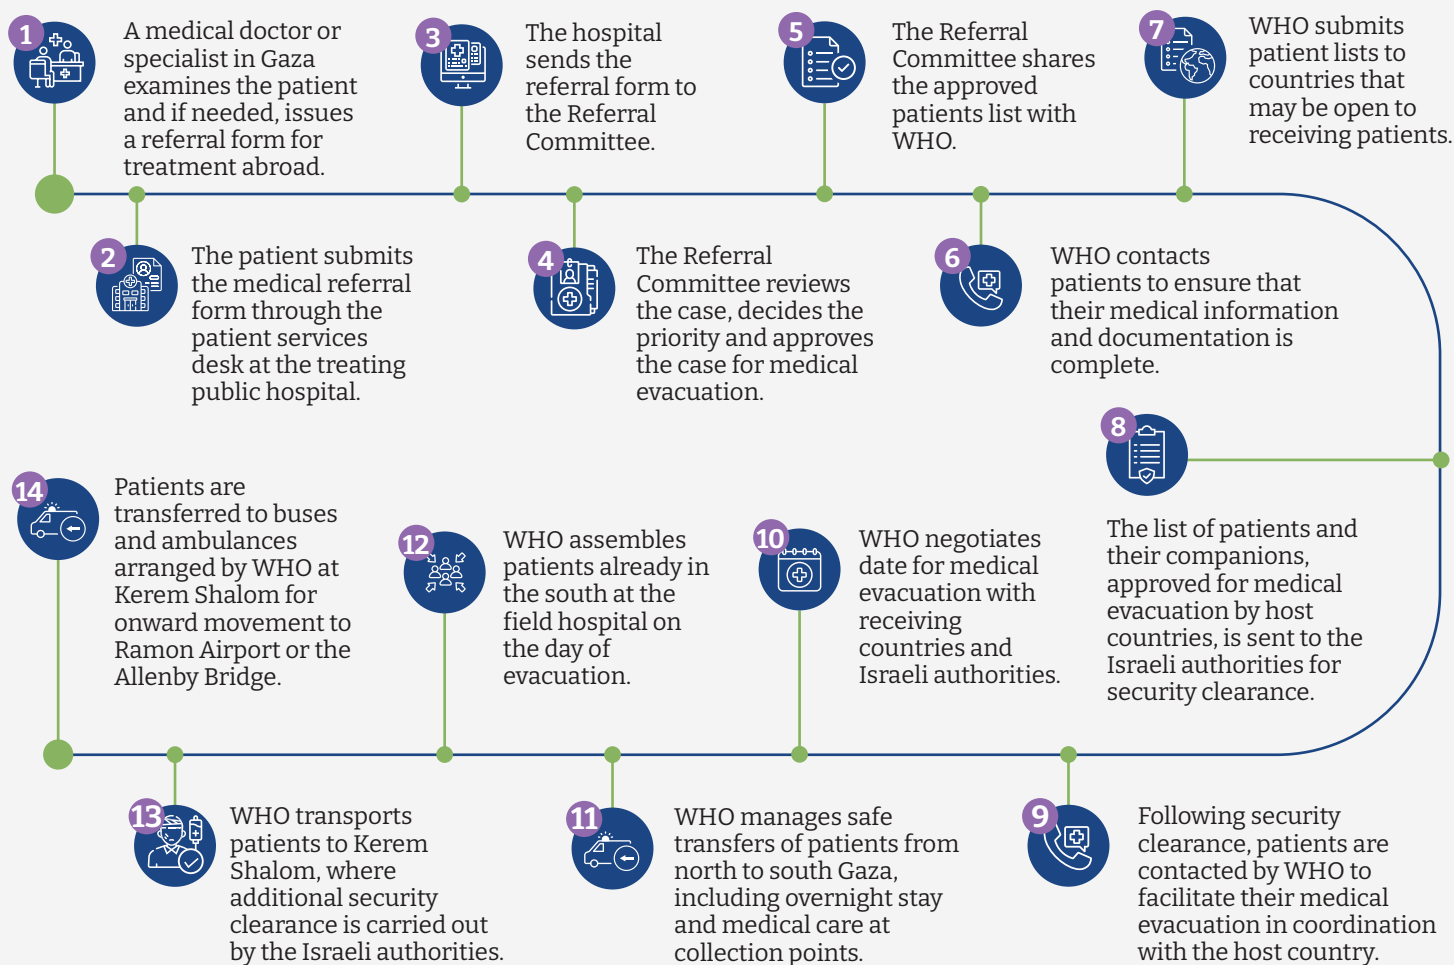 1
A medical doctor or
specialist in Gaza
examines the patient
and if needed, issues
a referral form for
treatment abroad.
2
The patient submits
the medical referral
form through the
patient services
desk at the treating
public hospital.
3
The hospital
sends the
referral form to
the Referral
Committee.
4
The Referral
Committee reviews
the case, decides the
priority and approves
the case for medical
evacuation.
5
The Referral
Committee shares
the approved
patients list with
WHO.
6
WHO contacts
patients to ensure that
their medical information
and documentation is
complete.
7
WHO submits
patient lists to
countries that
may be open to
receiving patients.
8
The list of patients and
their companions,
approved for medical
evacuation by host
countries, is sent to the
Israeli authorities for
security clearance.
9
Following security
clearance, patients are
contacted by WHO to
facilitate their medical
evacuation in coordination
with the host country.
10
WHO negotiates
date for medical
evacuation with
receiving
countries and
Israeli authorities.
11
WHO manages safe
transfers of patients from
north to south Gaza,
including overnight stay
and medical care at
collection points.
12
WHO assembles
patients already in
the south at the
field hospital on
the day of
evacuation.
13
WHO transports
patients to Kerem
Shalom, where
additional security
clearance is carried out
by the Israeli authorities.
14
Patients are
transferred to buses
and ambulances
arranged by WHO at
Kerem Shalom for
onward movement to
Ramon Airport or the
Allenby Bridge.